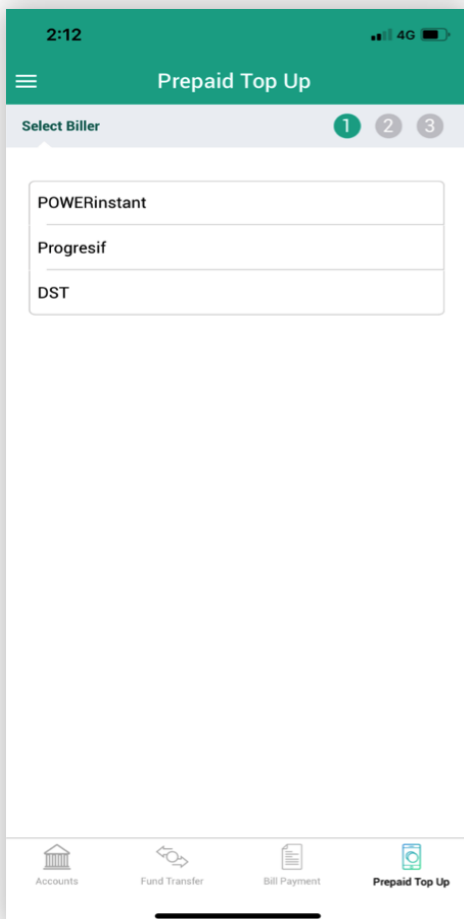 2:12 4G
Prepaid Top Up
Select Biller 1 2 3
POWERinstant
Progresif
DST
Accounts Fund Transfer Bill Payment Prepaid Top Up